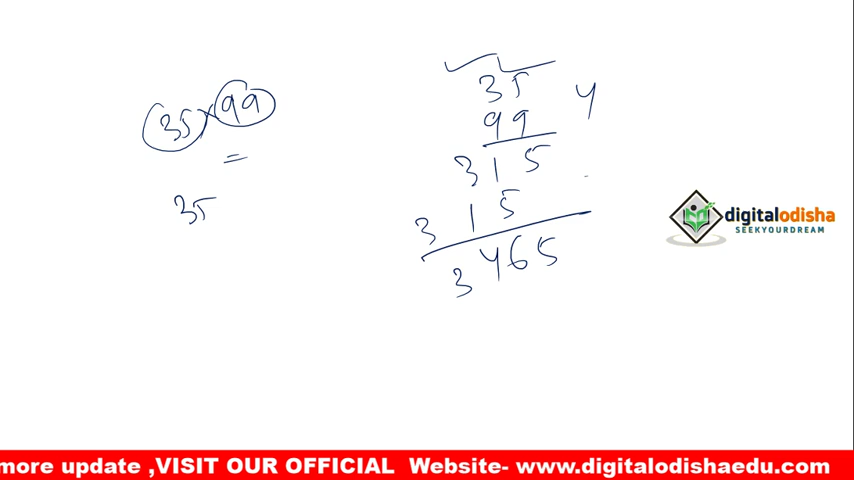 35 × 99
=
35
35
99
4
315
315
3465
digitalodisha
SEEKYOURDREAM
more update ,VISIT OUR OFFICIAL Website- www.digitalodishaedu.com